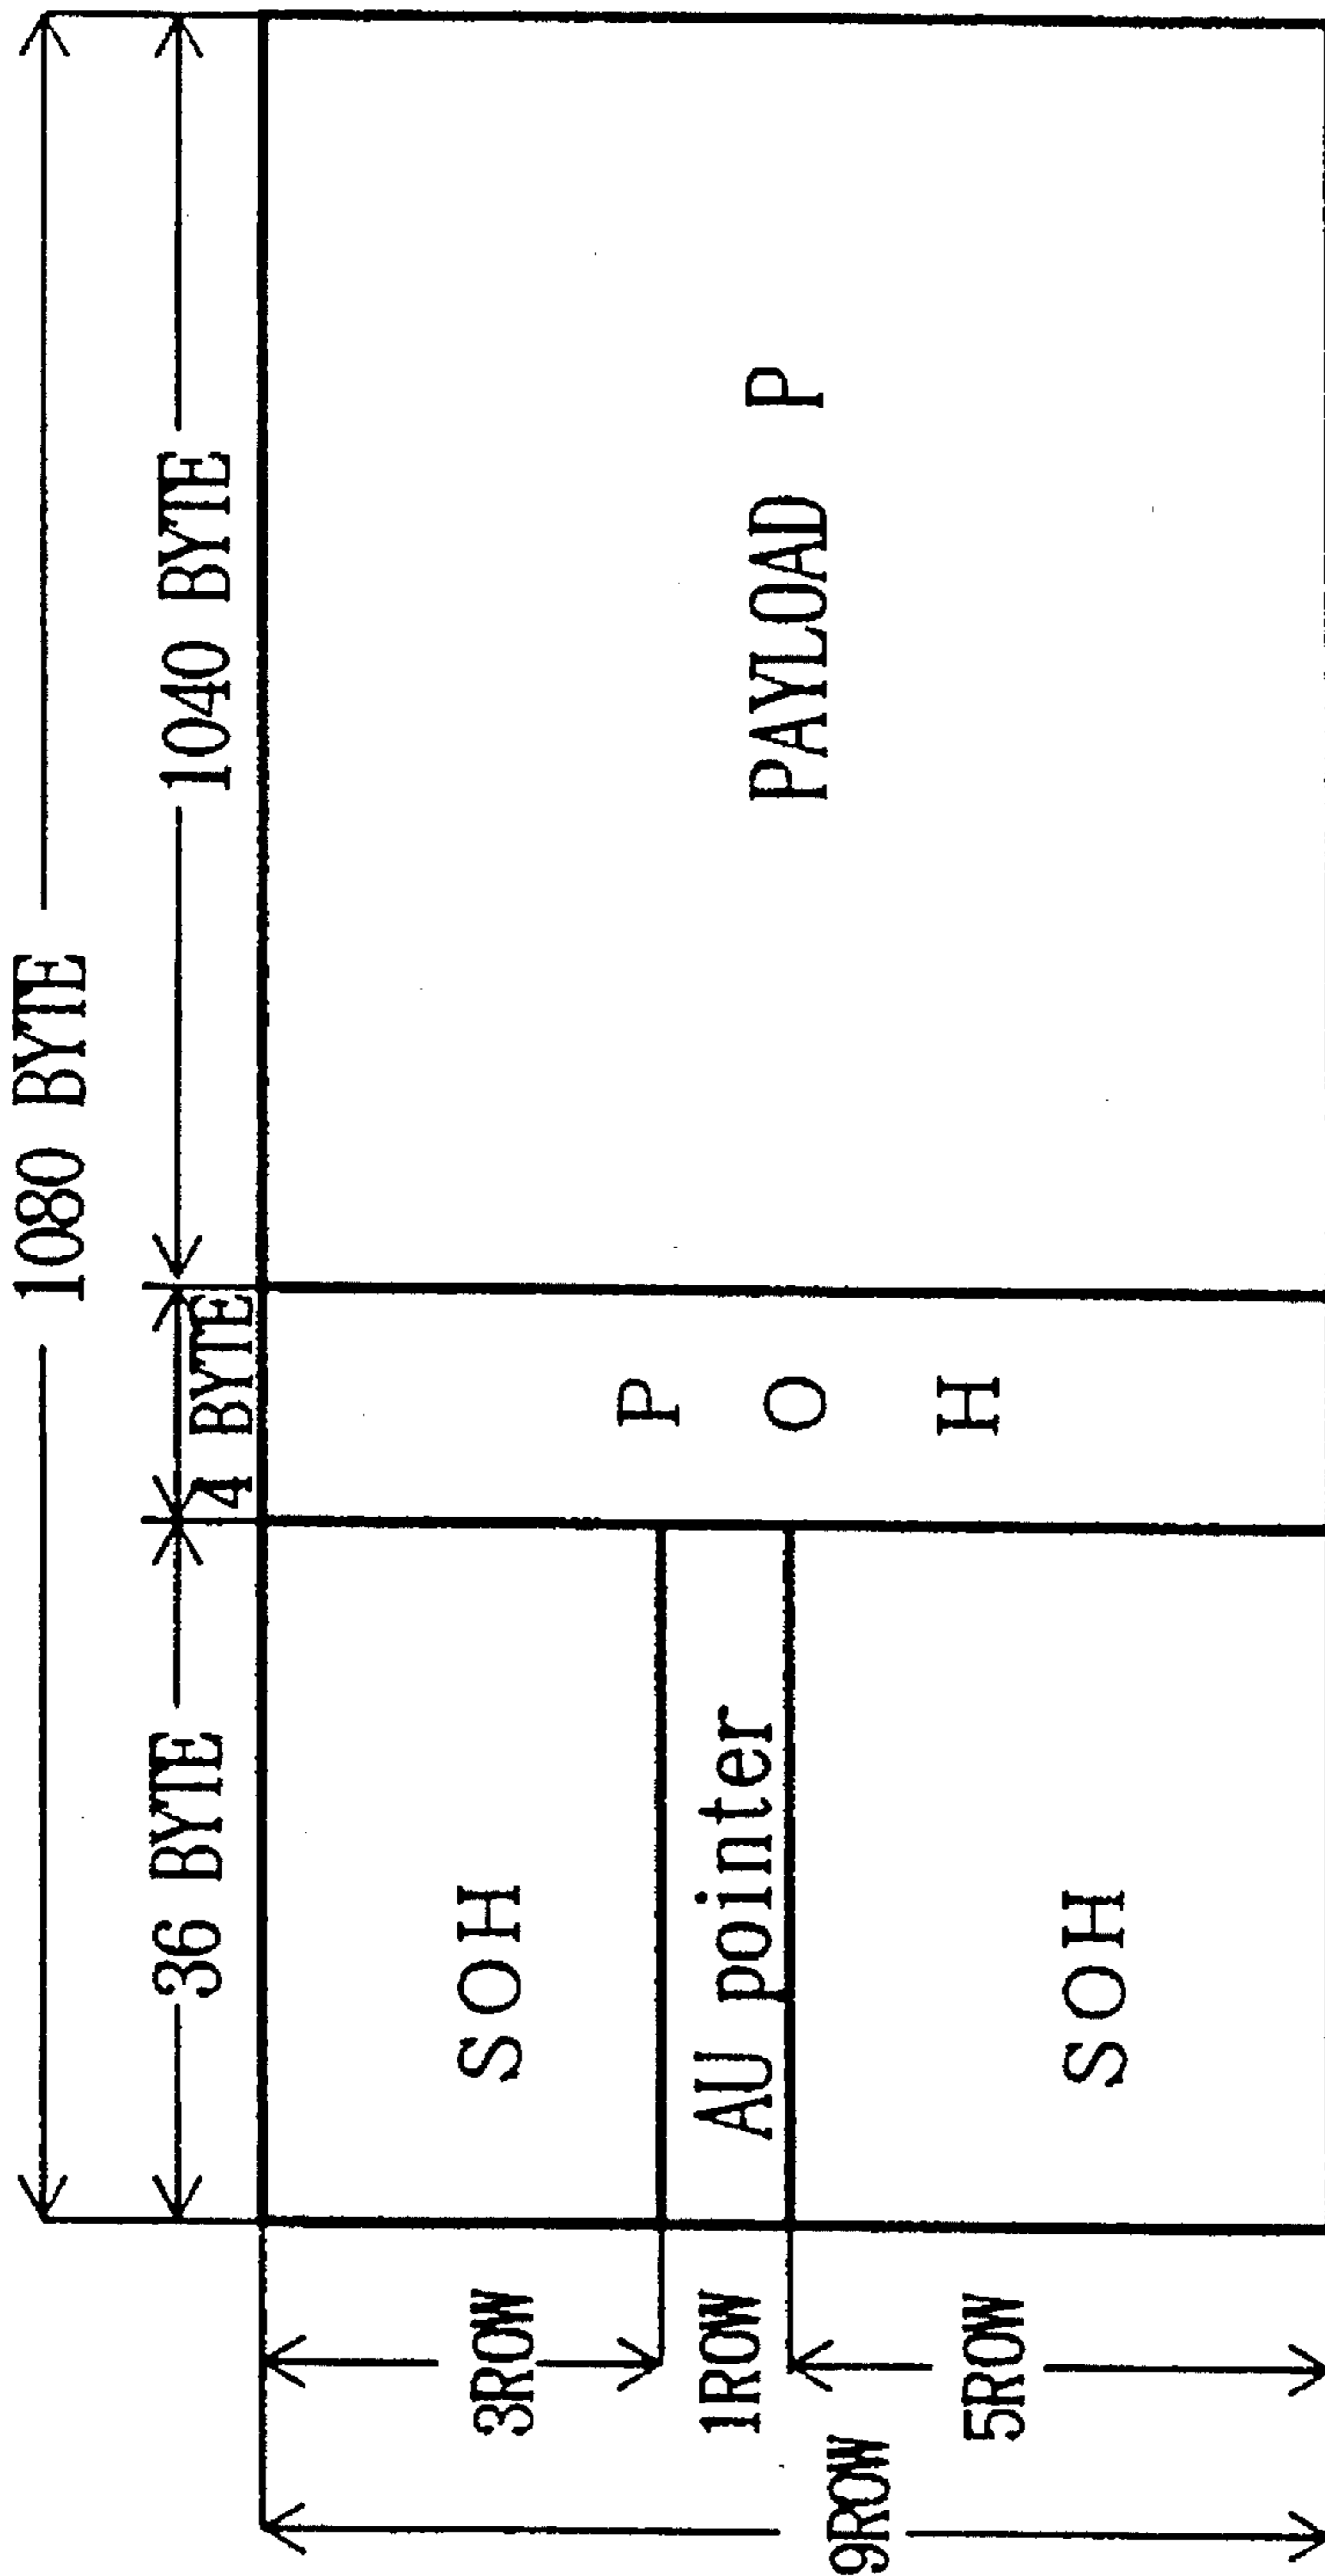 1080 BYTE
36 BYTE
4 BYTE
1040 BYTE
3ROW
SOH
POH
PAYLOAD P
1ROW
AU pointer
9ROW
5ROW
SOH